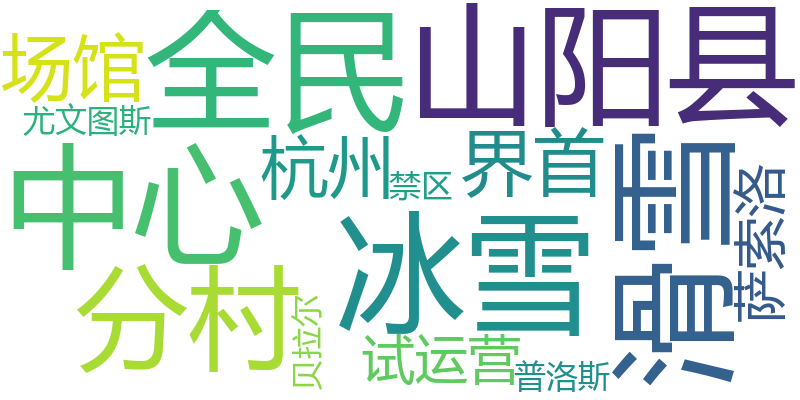 场馆
全民
山阳县
尤文图斯
中心
杭州
禁区
界首
滑雪
萨索洛
分村
冰雪
贝拉尔
试运营
普洛斯